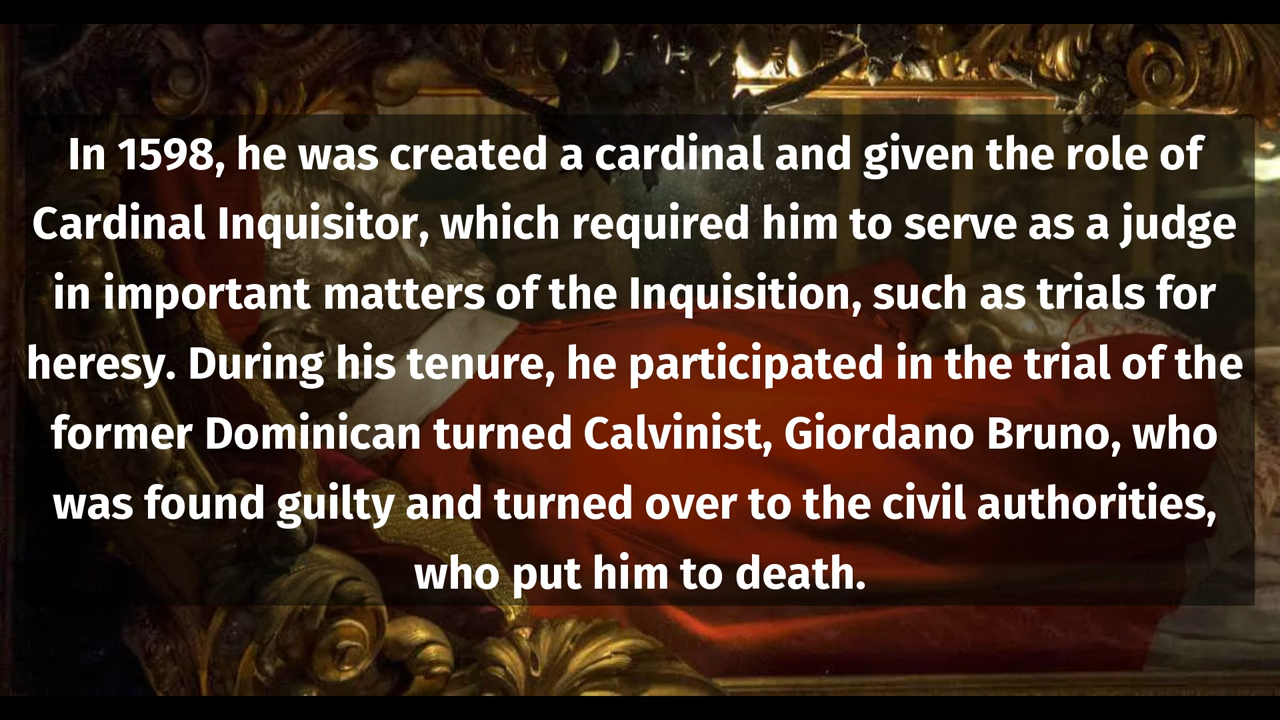 In 1598, he was created a cardinal and given the role of
Cardinal Inquisitor, which required him to serve as a judge
in important matters of the Inquisition, such as trials for
heresy. During his tenure, he participated in the trial of the
former Dominican turned Calvinist, Giordano Bruno, who
was found guilty and turned over to the civil authorities,
who put him to death.